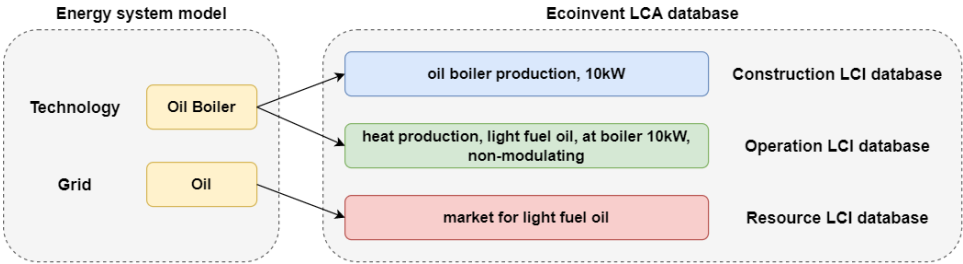 Energy system model
Ecoinvent LCA database
oil boiler production, 10kW
Construction LCI database
Technology
Oil Boiler
heat production, light fuel oil, at boiler 10kW,
non-modulating
Operation LCI database
Grid
Oil
market for light fuel oil
Resource LCI database